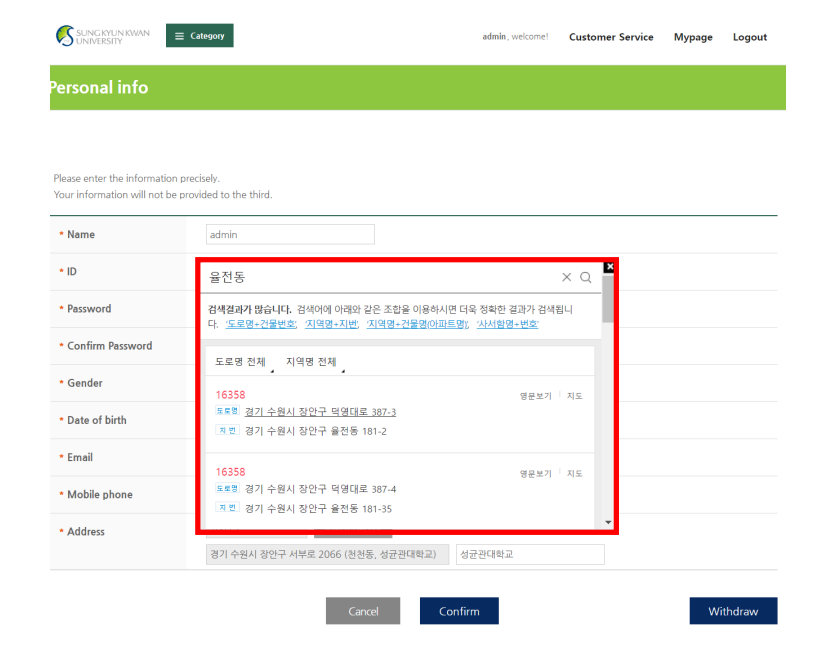 SUNGKYUNKWAN
UNIVERSITY
Category
admin, welcome!
Customer Service
Mypage
Logout
Personal info
Please enter the information precisely.
Your information will not be provided to the third.
* Name
admin
* ID
* Password
* Confirm Password
* Gender
* Date of birth
* Email
* Mobile phone
* Address
율전동
검색결과가 많습니다. 검색어에 아래와 같은 조합을 이용하시면 더욱 정확한 결과가 검색됩니
다. '도로명+건물번호', '지역명+지번', '지역명+건물명(아파트명)', '사서함명+번호'
도로명 전체
지역명 전체
16358
영문보기
지도
도로명 경기 수원시 장안구 덕영대로 387-3
지번 경기 수원시 장안구 율전동 181-2
16358
영문보기
지도
도로명 경기 수원시 장안구 덕영대로 387-4
지번 경기 수원시 장안구 율전동 181-35
경기 수원시 장안구 서부로 2066 (천천동, 성균관대학교)
성균관대학교
Cancel
Confirm
Withdraw